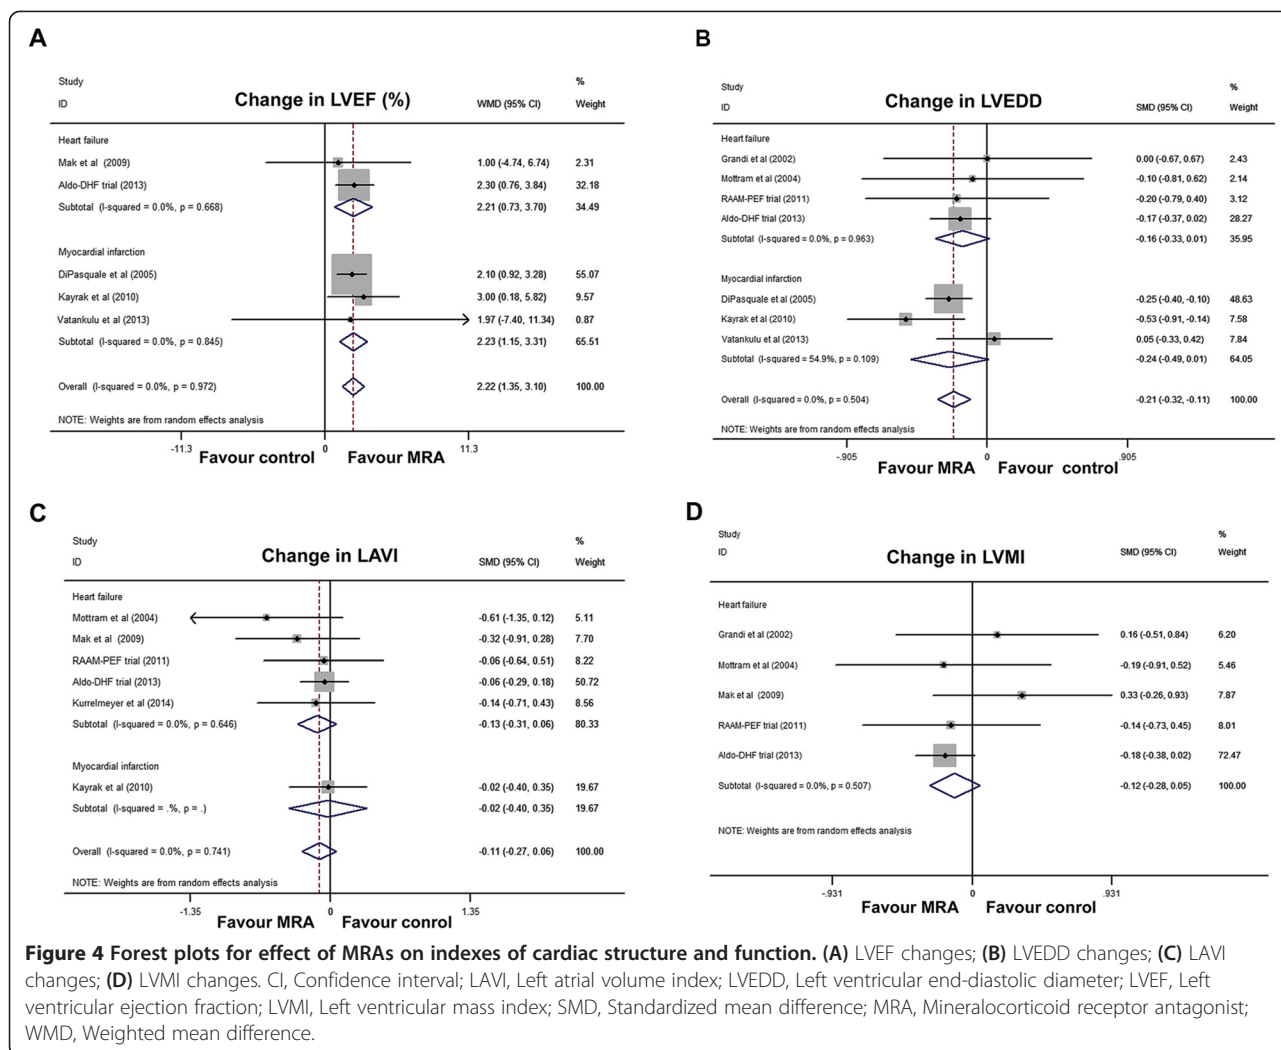 A
Study %
ID Change in LVEF (%) WMD (95% CI) Weight
Heart failure
Mak et al (2009) 1.00 (-4.74, 6.74) 2.31
Aldo-DHF trial (2013) 2.30 (0.76, 3.84) 32.18
Subtotal (I-squared = 0.0%, p = 0.668) 2.21 (0.73, 3.70) 34.49
Myocardial infarction
DiPasquale et al (2005) 2.10 (0.92, 3.28) 55.07
Kayrak et al (2010) 3.00 (0.18, 5.82) 9.57
Vatankulu et al (2013) 1.97 (-7.40, 11.34) 0.87
Subtotal (I-squared = 0.0%, p = 0.845) 2.23 (1.15, 3.31) 65.51
Overall (I-squared = 0.0%, p = 0.972) 2.22 (1.35, 3.10) 100.00
NOTE: Weights are from random effects analysis
-11.3 0 11.3
Favour control Favour MRA
B
Study %
ID Change in LVEDD SMD (95% CI) Weight
Heart failure
Grandi et al (2002) 0.00 (-0.67, 0.67) 2.43
Mottram et al (2004) -0.10 (-0.81, 0.62) 2.14
RAAM-PEF trial (2011) -0.20 (-0.79, 0.40) 3.12
Aldo-DHF trial (2013) -0.17 (-0.37, 0.02) 28.27
Subtotal (I-squared = 0.0%, p = 0.963) -0.16 (-0.33, 0.01) 35.95
Myocardial infarction
DiPasquale et al (2005) -0.25 (-0.40, -0.10) 48.63
Kayrak et al (2010) -0.53 (-0.91, -0.14) 7.58
Vatankulu et al (2013) 0.05 (-0.33, 0.42) 7.84
Subtotal (I-squared = 54.9%, p = 0.109) -0.24 (-0.49, 0.01) 64.05
Overall (I-squared = 0.0%, p = 0.504) -0.21 (-0.32, -0.11) 100.00
NOTE: Weights are from random effects analysis
-.905 0 .905
Favour MRA Favour control
C
Study %
ID Change in LAVI SMD (95% CI) Weight
Heart failure
Mottram et al (2004) -0.61 (-1.35, 0.12) 5.11
Mak et al (2009) -0.32 (-0.91, 0.28) 7.70
RAAM-PEF trial (2011) -0.06 (-0.64, 0.51) 8.22
Aldo-DHF trial (2013) -0.06 (-0.29, 0.18) 50.72
Kurrelmeyer et al (2014) -0.14 (-0.71, 0.43) 8.56
Subtotal (I-squared = 0.0%, p = 0.646) -0.13 (-0.31, 0.06) 80.33
Myocardial infarction
Kayrak et al (2010) -0.02 (-0.40, 0.35) 19.67
Subtotal (I-squared = .%, p = .) -0.02 (-0.40, 0.35) 19.67
Overall (I-squared = 0.0%, p = 0.741) -0.11 (-0.27, 0.06) 100.00
NOTE: Weights are from random effects analysis
-1.35 0 1.35
Favour MRA Favour conrol
D
Study %
ID Change in LVMI SMD (95% CI) Weight
Heart failure
Grandi et al (2002) 0.16 (-0.51, 0.84) 6.20
Mottram et al (2004) -0.19 (-0.91, 0.52) 5.46
Mak et al (2009) 0.33 (-0.26, 0.93) 7.87
RAAM-PEF trial (2011) -0.14 (-0.73, 0.45) 8.01
Aldo-DHF trial (2013) -0.18 (-0.38, 0.02) 72.47
Subtotal (I-squared = 0.0%, p = 0.507) -0.12 (-0.28, 0.05) 100.00
NOTE: Weights are from random effects analysis
-.931 0 .931
Favour MRA Favour conrol
Figure 4 Forest plots for effect of MRAs on indexes of cardiac structure and function. (A) LVEF changes; (B) LVEDD changes; (C) LAVI
changes; (D) LVMI changes. CI, Confidence interval; LAVI, Left atrial volume index; LVEDD, Left ventricular end-diastolic diameter; LVEF, Left
ventricular ejection fraction; LVMI, Left ventricular mass index; SMD, Standardized mean difference; MRA, Mineralocorticoid receptor antagonist;
WMD, Weighted mean difference.